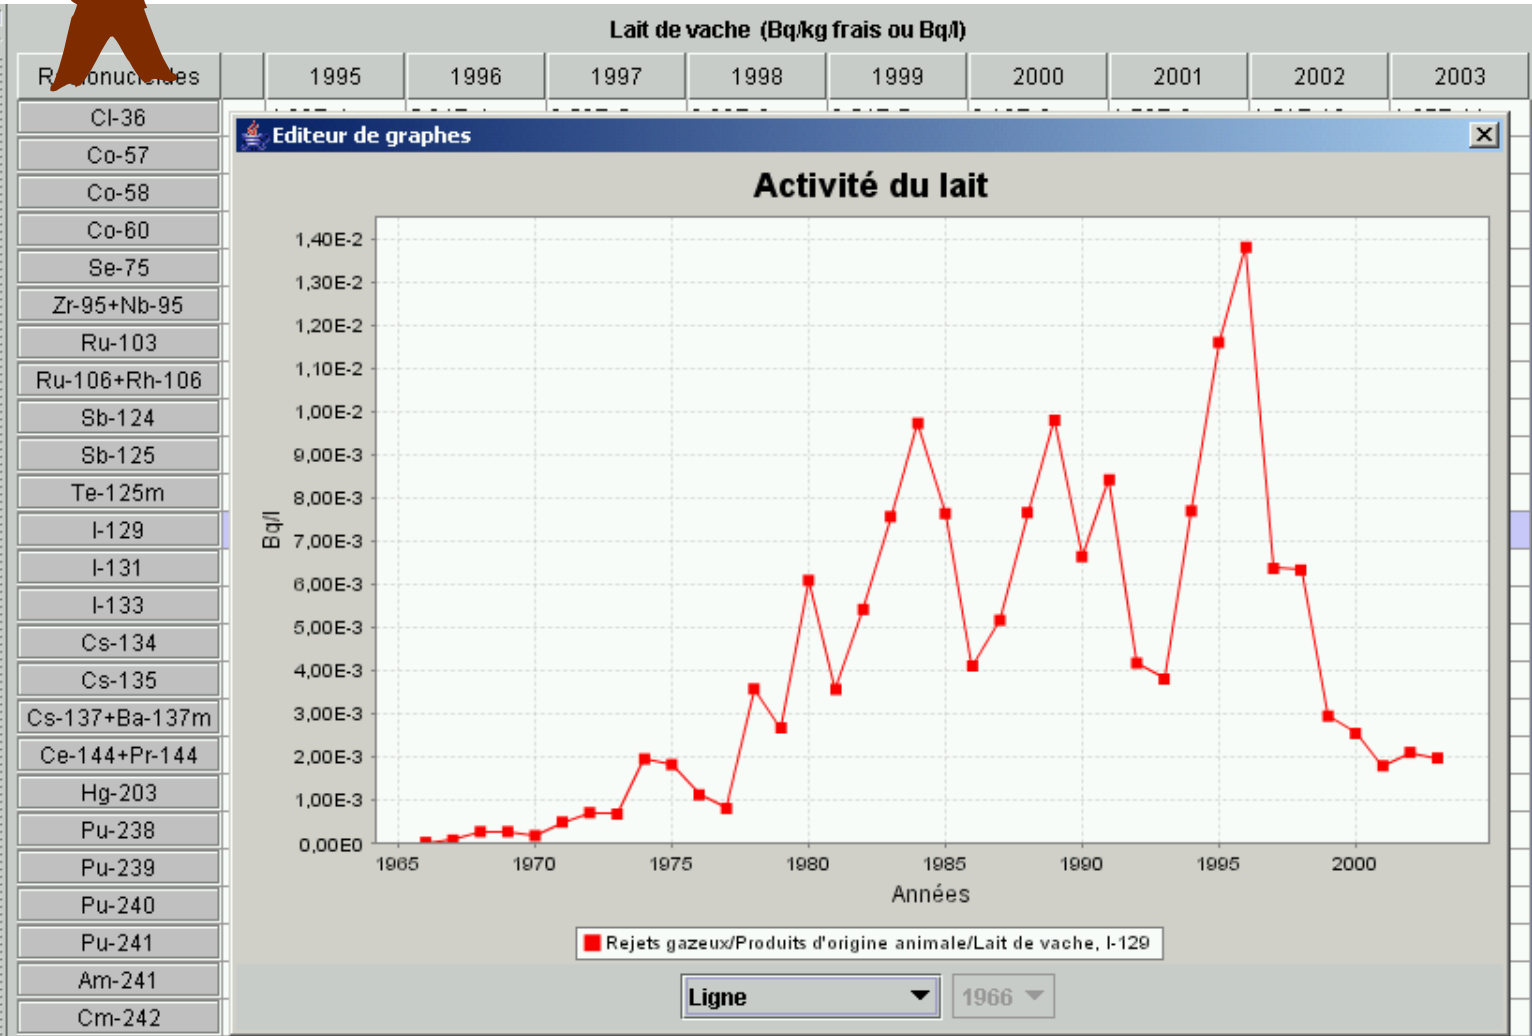 Lait de vache (Bq/kg frais ou Bq/l)
1995 1996 1997 1998 1999 2000 2001 2002 2003
Cl-36
Co-57
Co-58
Co-60
Se-75
Zr-95+Nb-95
Ru-103
Ru-106+Rh-106
Sb-124
Sb-125
Te-125m
I-129
I-131
I-133
Cs-134
Cs-135
Cs-137+Ba-137m
Ce-144+Pr-144
Hg-203
Pu-238
Pu-239
Pu-240
Pu-241
Am-241
Cm-242
Editeur de graphes
Activité du lait
1,40E-2
1,30E-2
1,20E-2
1,10E-2
1,00E-2
9,00E-3
8,00E-3
7,00E-3
6,00E-3
5,00E-3
4,00E-3
3,00E-3
2,00E-3
1,00E-3
0,00E0
Bq/l
1965 1970 1975 1980 1985 1990 1995 2000
Années
Rejets gazeux/Produits d'origine animale/Lait de vache, I-129
Ligne 1966